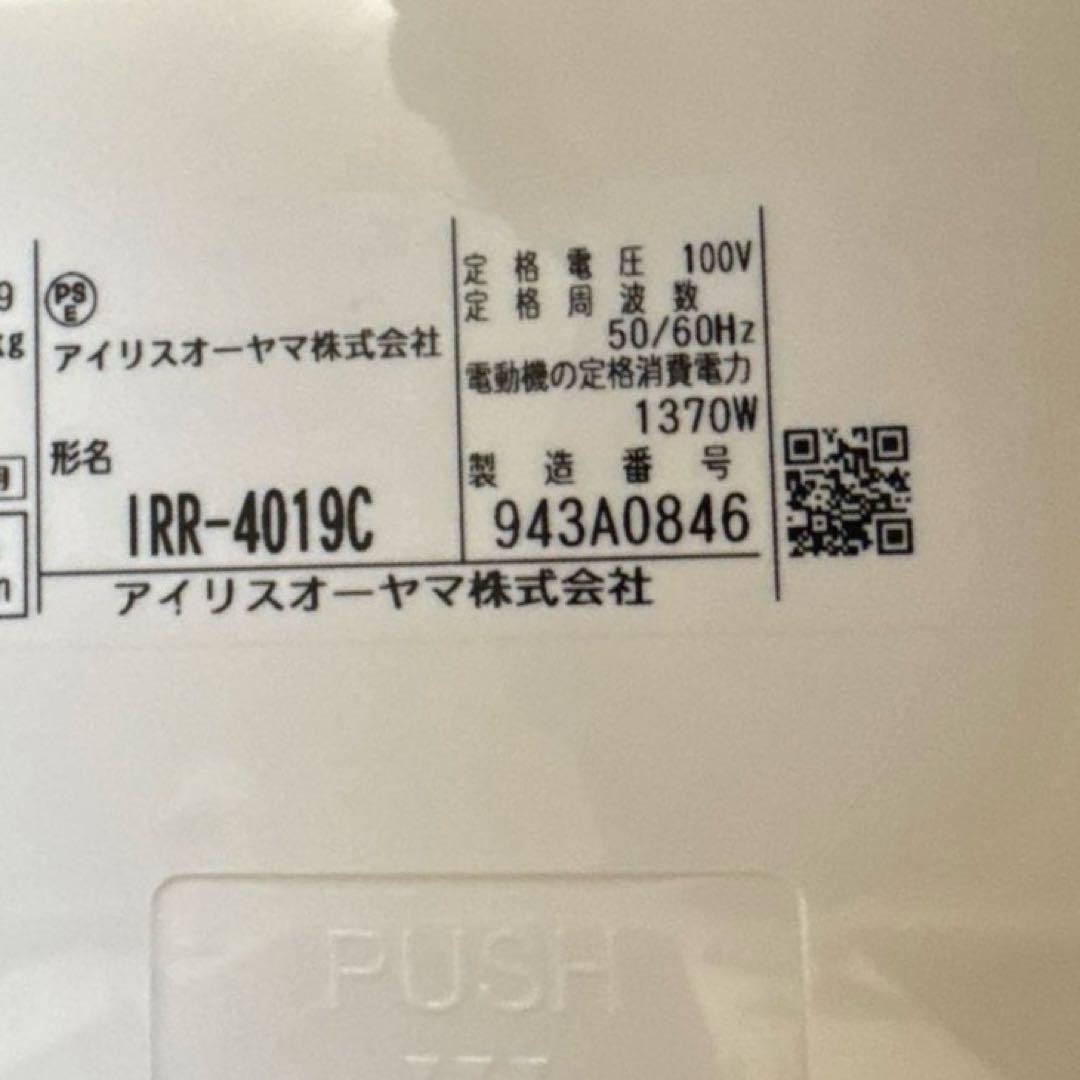 9
kg
PS
E
アイリスオーヤマ株式会社
形名
IRR-4019C
定格電圧 100V
定格周波数
50/60Hz
電動機の定格消費電力
1370W
製造番号
943A0846
アイリスオーヤマ株式会社
PUSH